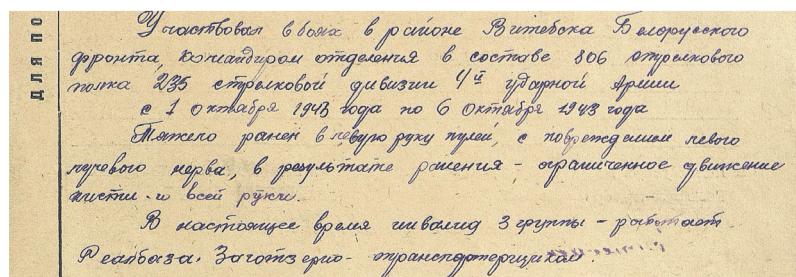 ДЛЯ ПО
Участвовал в боях в районе Витебска Белорусского
фронта, командиром отделения в составе 806 стрелкового
полка 235 стрелковой дивизии 4й ударной Армии
с 1 октября 1943 года по 6 октября 1943 года
Тяжело ранен в левую руку пулей, с повреждением левого
лучевого нерва, в результате ранения - ограниченное движение
кисти и всей руки.
В настоящее время инвалид 3 группы - работает
Реалбаза. Заготзерно - транспортерщиком